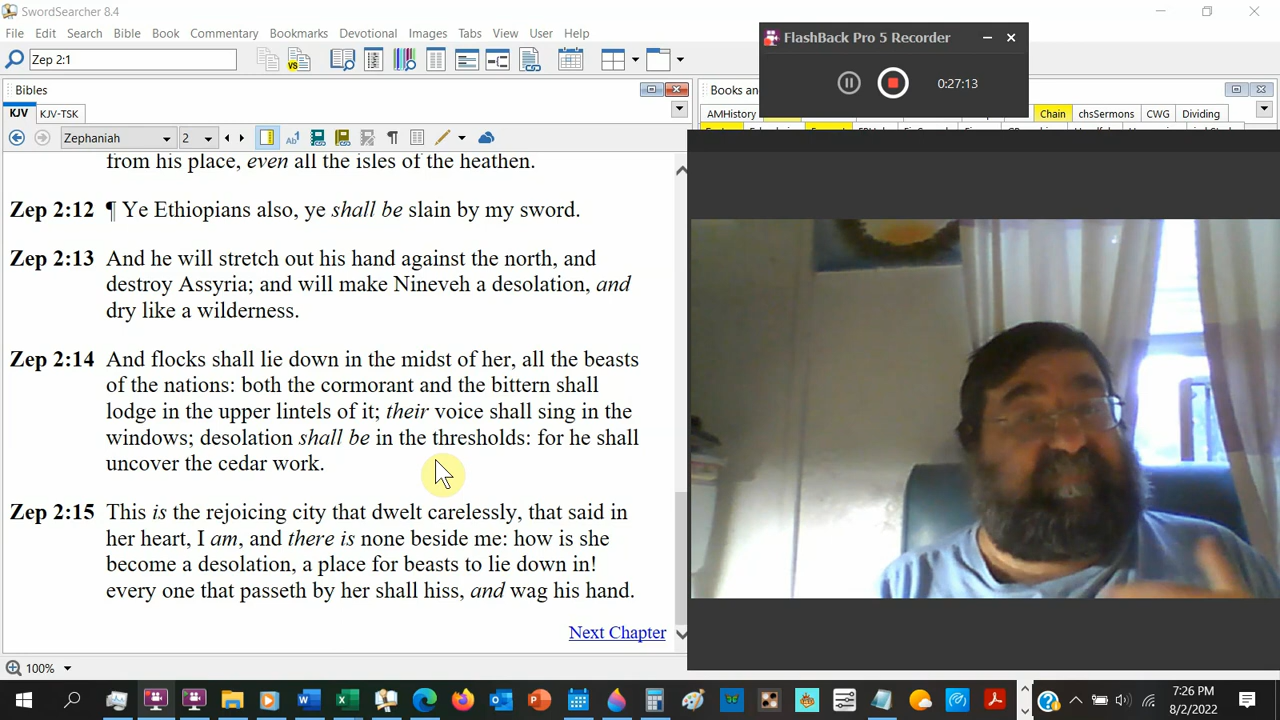 SwordSearcher 8.4
File Edit Search Bible Book Commentary Bookmarks Devotional Images Tabs View User Help
Zep 2:1
VS
FlashBack Pro 5 Recorder
0:27:13
Bibles
KJV KJV-TSK
Zephaniah 2
Books an
AMHistory Chain chsSermons CWG Dividing
from his place, even all the isles of the heathen.
Zep 2:12 ¶ Ye Ethiopians also, ye shall be slain by my sword.
Zep 2:13 And he will stretch out his hand against the north, and
destroy Assyria; and will make Nineveh a desolation, and
dry like a wilderness.
Zep 2:14 And flocks shall lie down in the midst of her, all the beasts
of the nations: both the cormorant and the bittern shall
lodge in the upper lintels of it; their voice shall sing in the
windows; desolation shall be in the thresholds: for he shall
uncover the cedar work.
Zep 2:15 This is the rejoicing city that dwelt carelessly, that said in
her heart, I am, and there is none beside me: how is she
become a desolation, a place for beasts to lie down in!
every one that passeth by her shall hiss, and wag his hand.
Next Chapter
100%
7:26 PM
8/2/2022